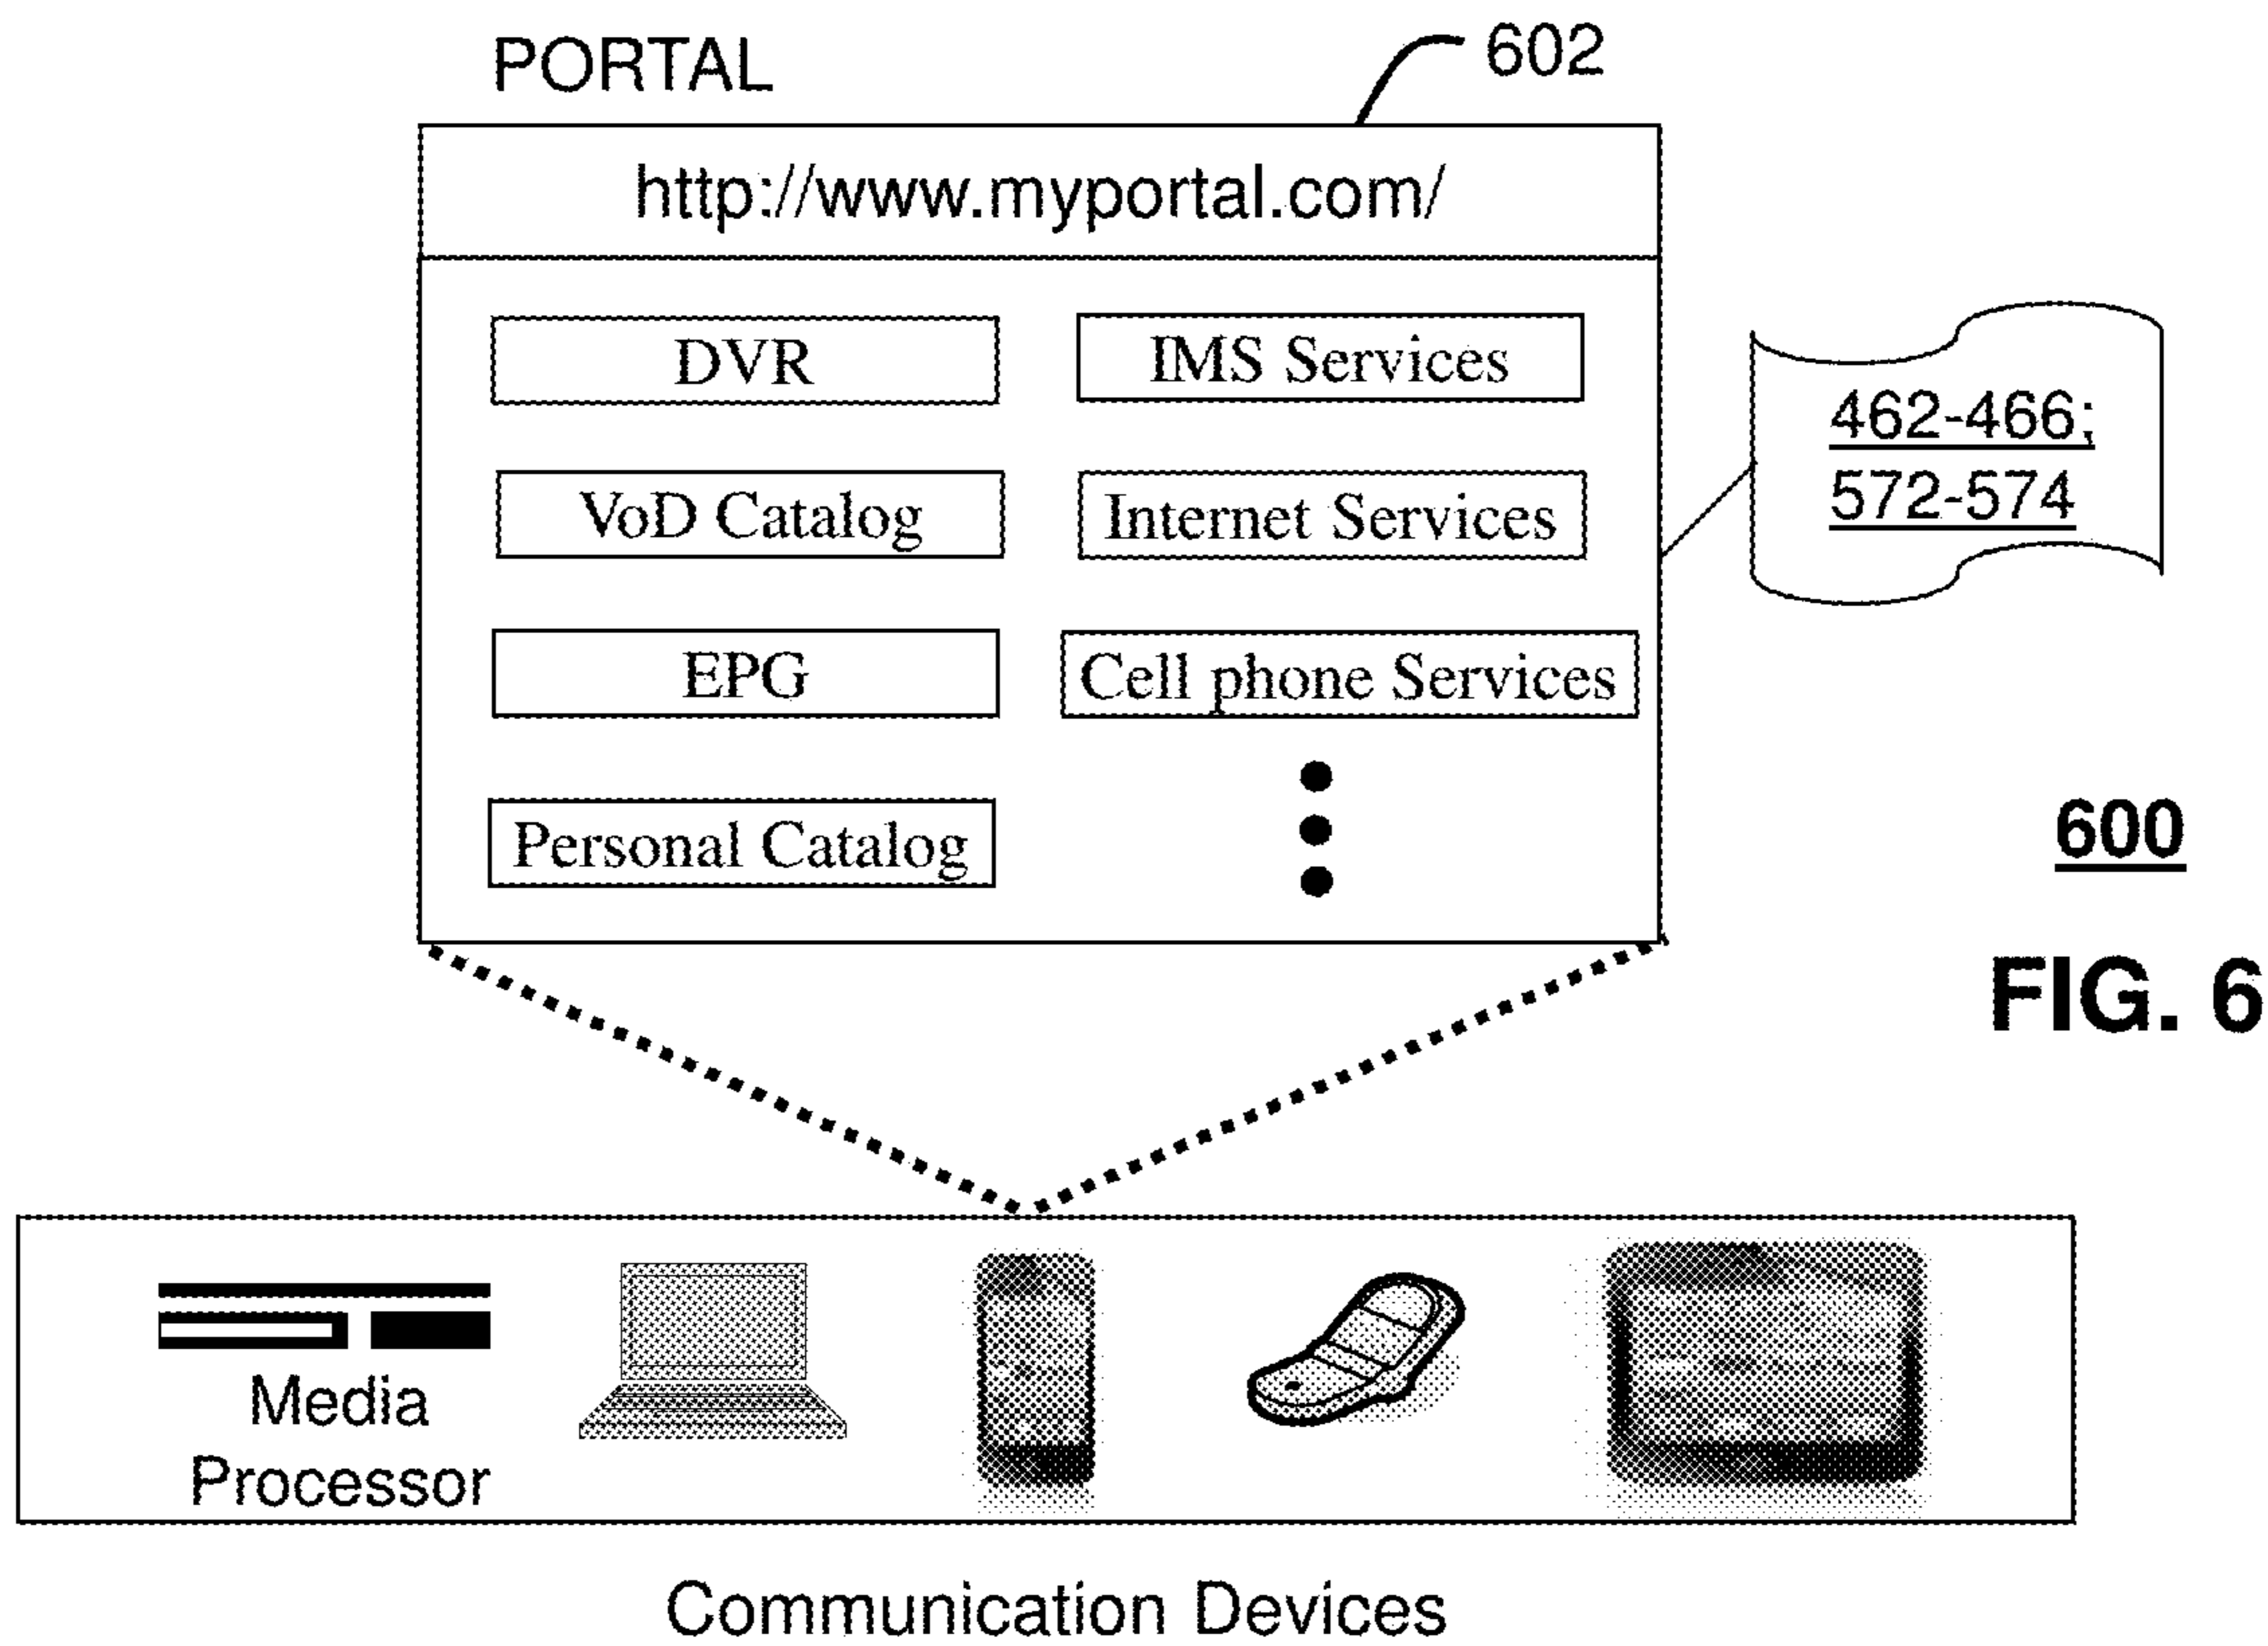 PORTAL
602
http://www.myportal.com/
DVR
IMS Services
VoD Catalog
Internet Services
EPG
Cell phone Services
Personal Catalog
462-466;
572-574
600
FIG. 6
Media
Processor
Communication Devices